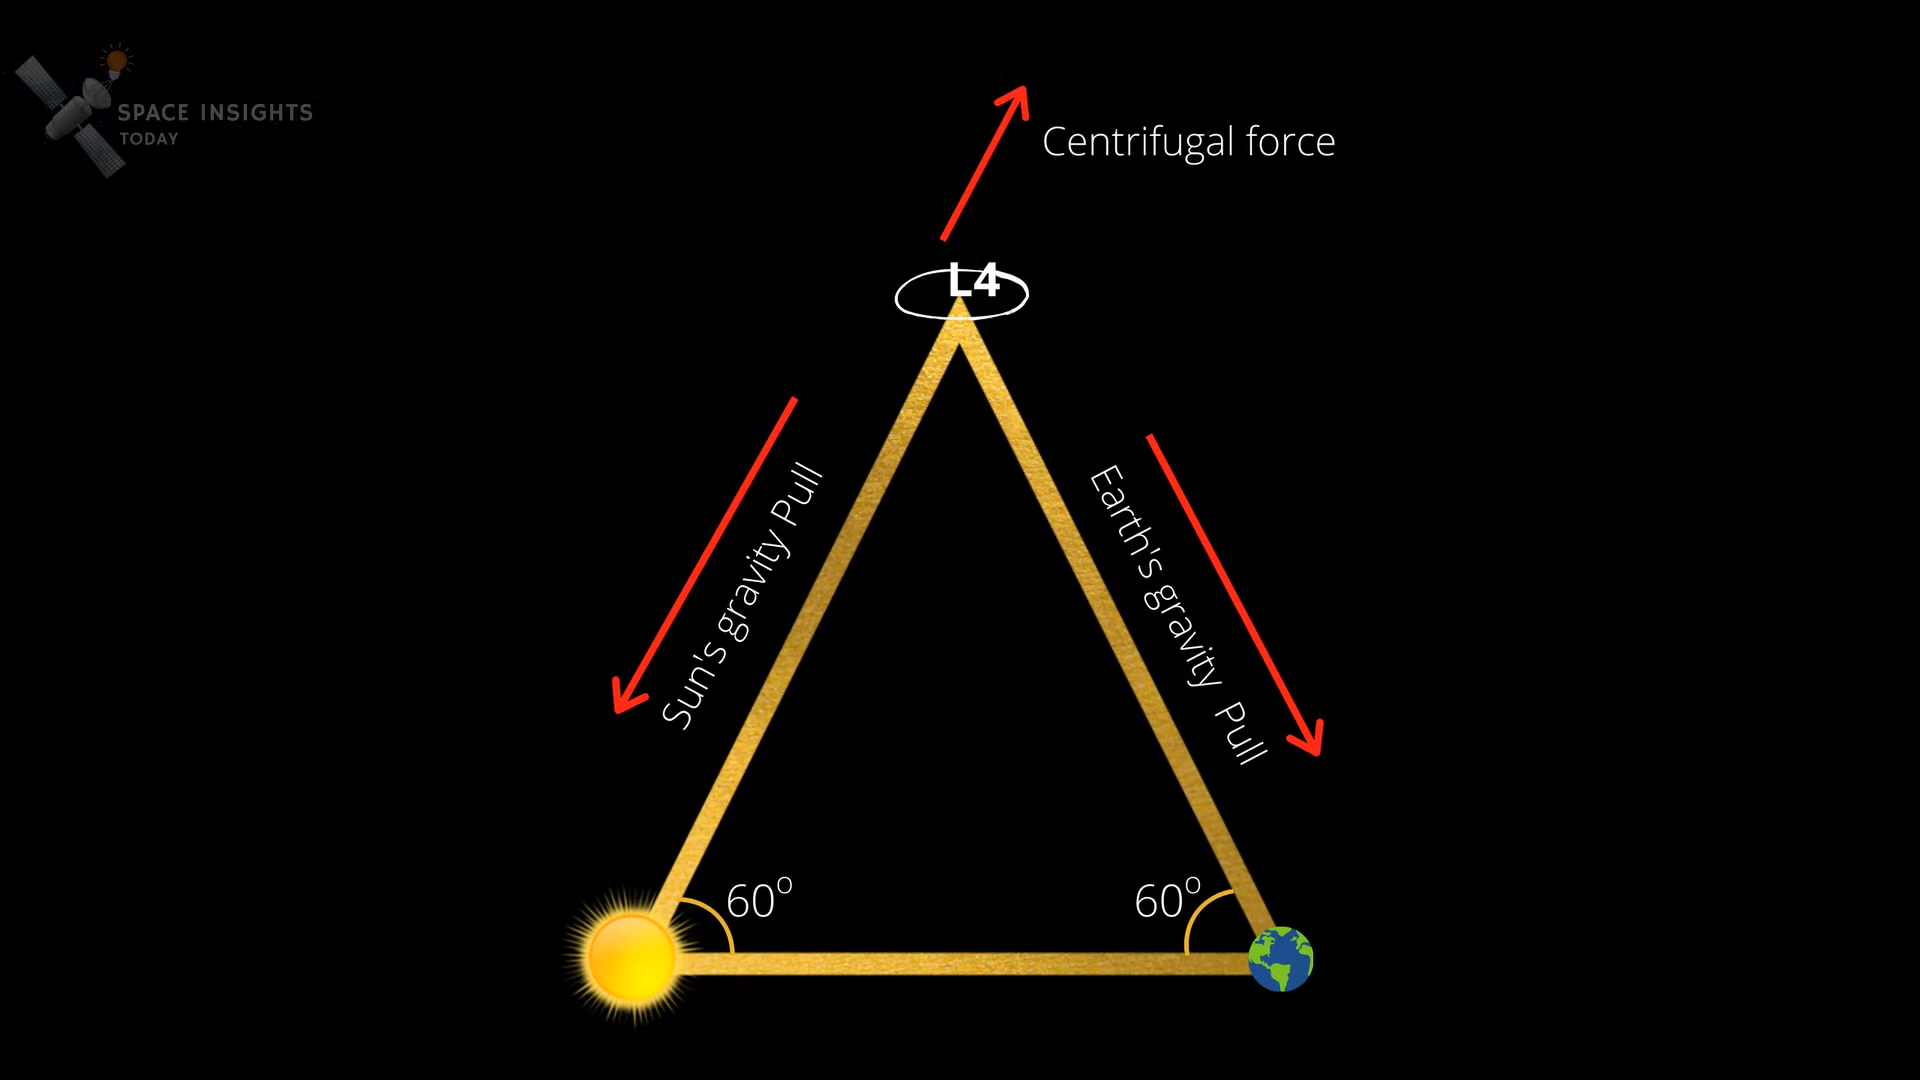 SPACE INSIGHTS
TODAY
Centrifugal force
L4
Sun's gravity Pull
Earth's gravity Pull
60°
60°